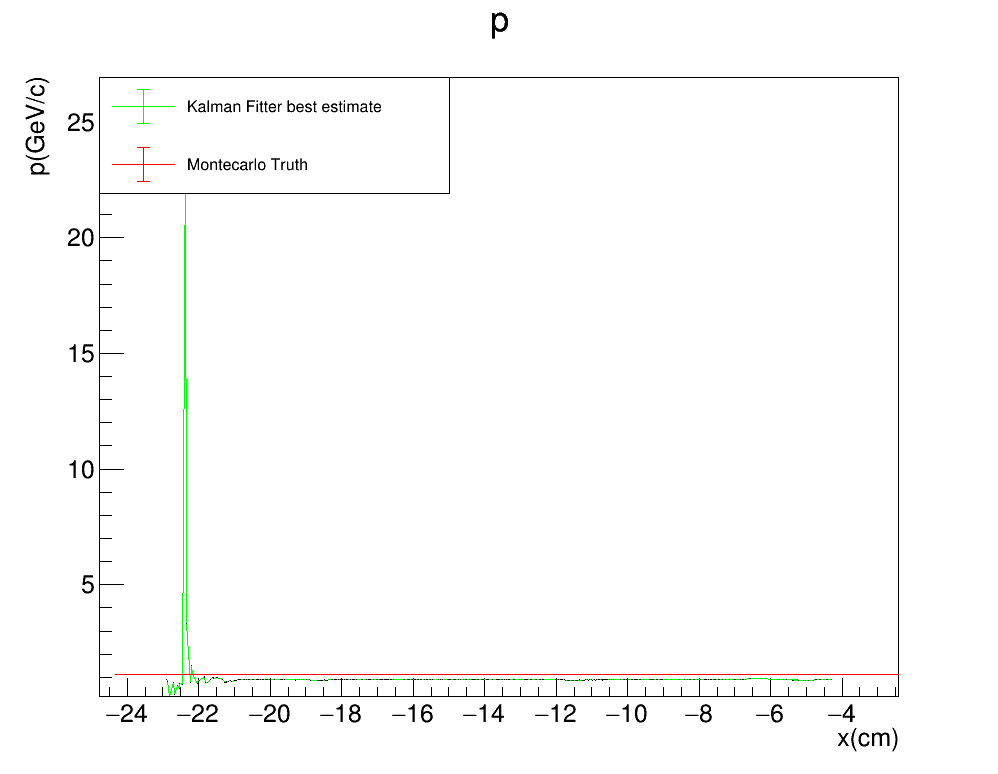 p
p(GeV/c)
Kalman Fitter best estimate
Montecarlo Truth
25
20
15
10
5
−24 −22 −20 −18 −16 −14 −12 −10 −8 −6 −4
x(cm)